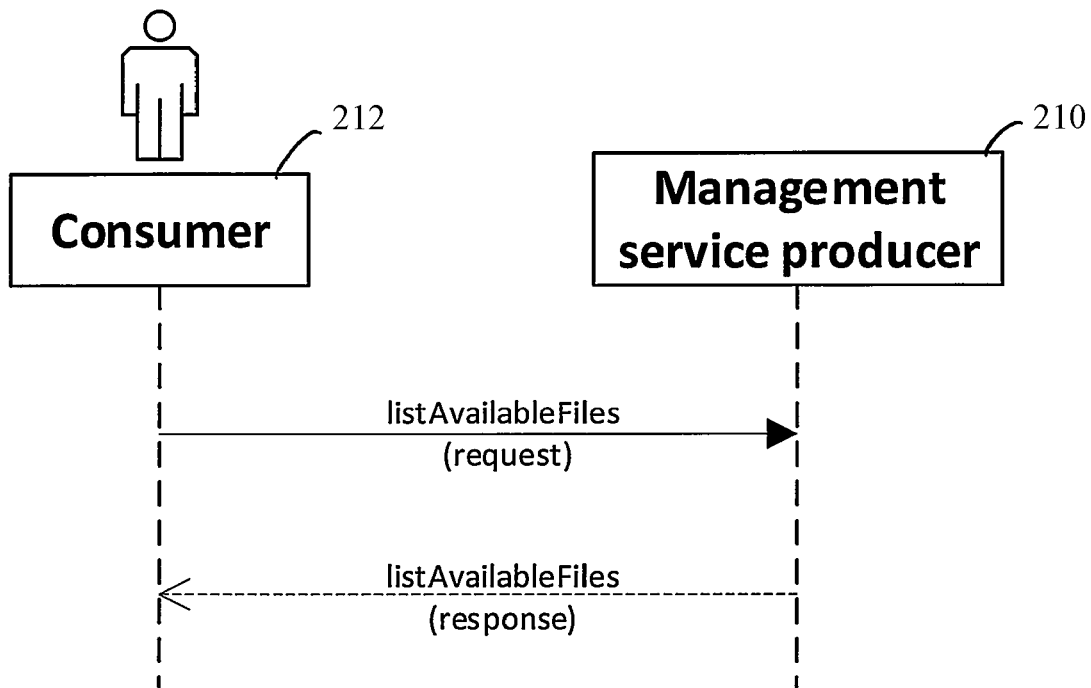 212
210
Consumer
Management
service producer
listAvailableFiles
(request)
listAvailableFiles
(response)